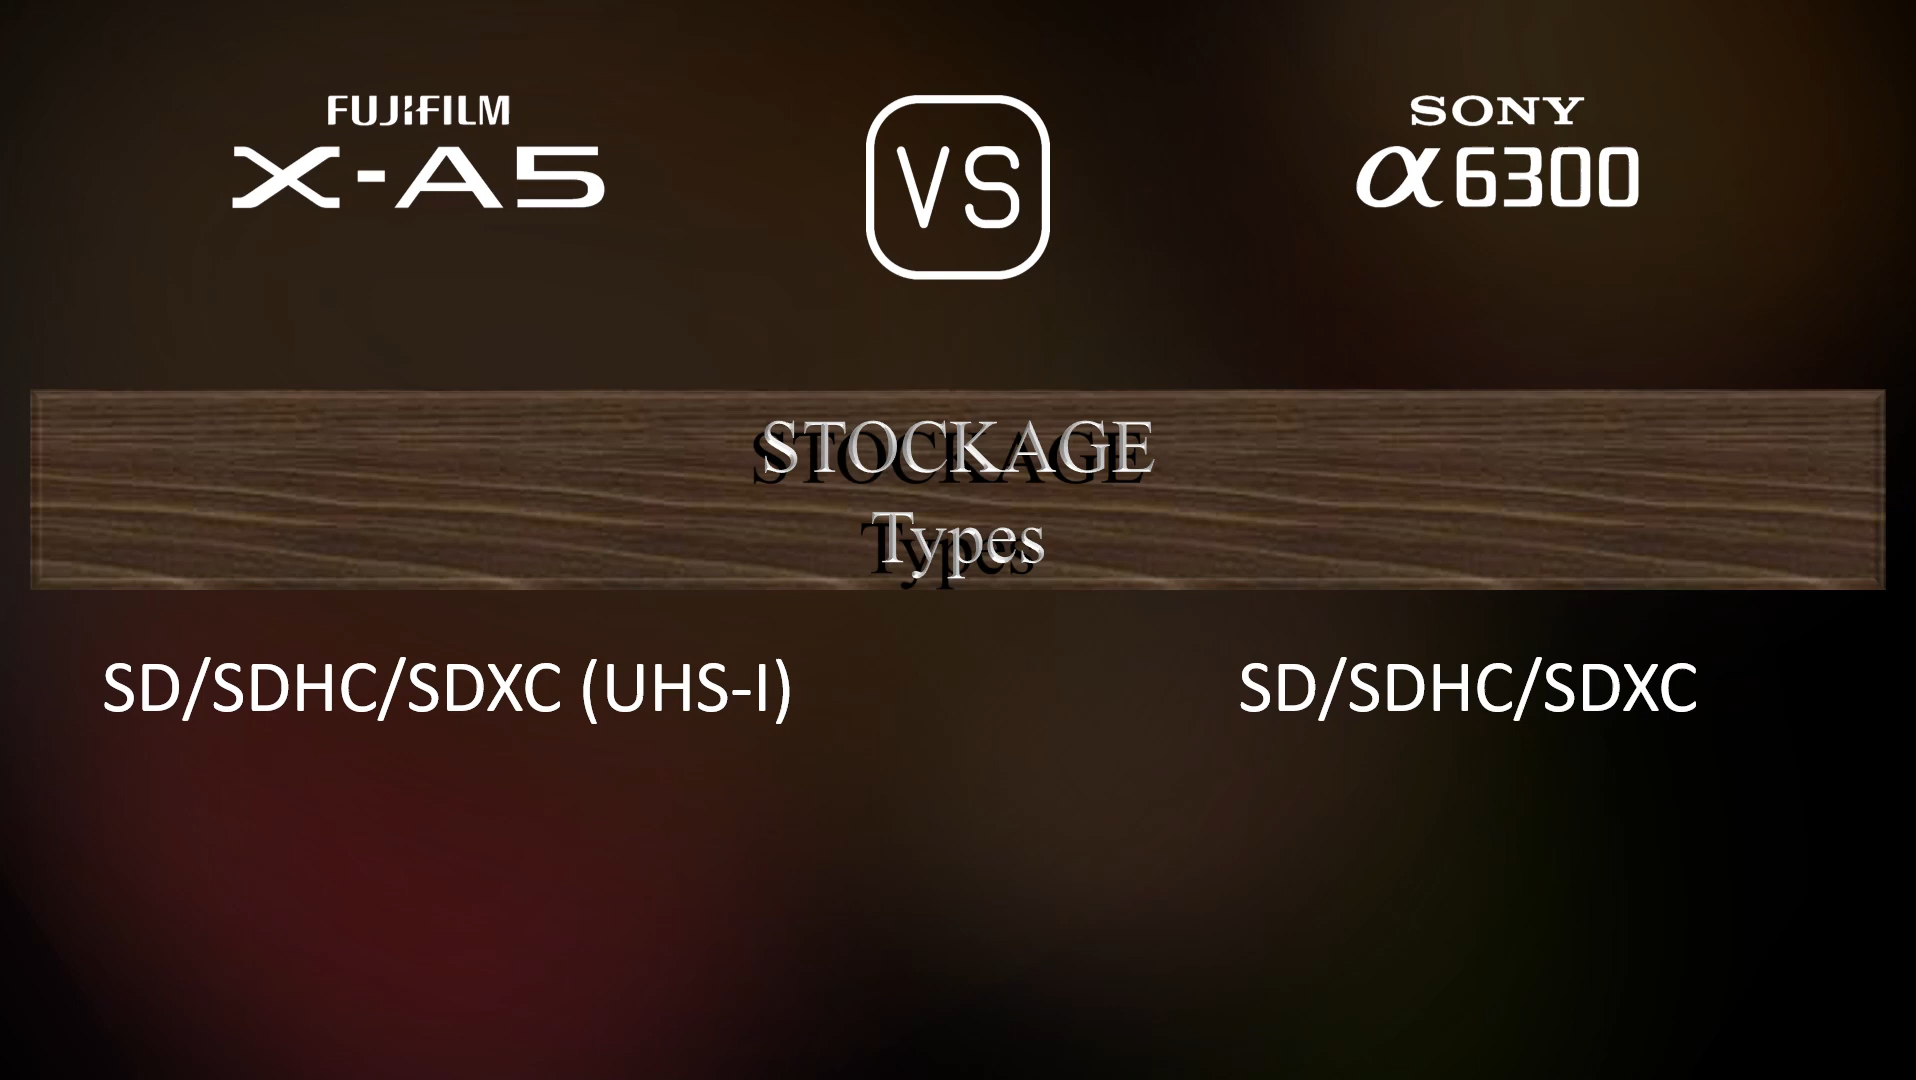 FUJIFILM
X-A5
VS
SONY
α6300
STOCKAGE
Types
SD/SDHC/SDXC (UHS-I)
SD/SDHC/SDXC